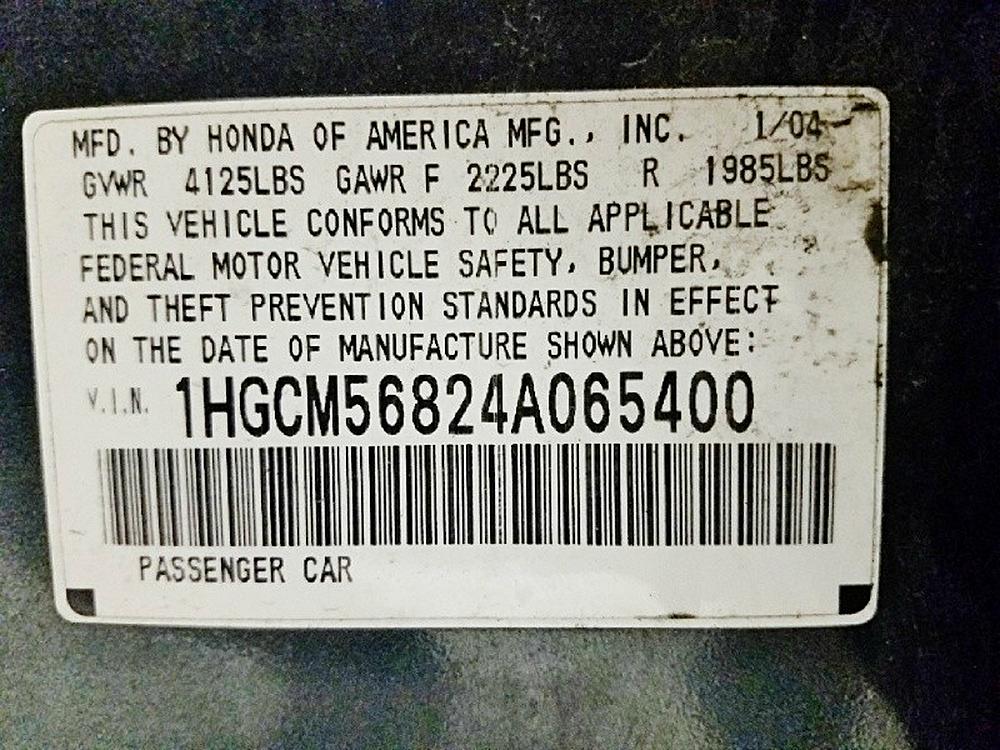 MFD. BY HONDA OF AMERICA MFG., INC. 1/04
GVWR 4125LBS GAWR F 2225LBS R 1985LBS
THIS VEHICLE CONFORMS TO ALL APPLICABLE
FEDERAL MOTOR VEHICLE SAFETY, BUMPER,
AND THEFT PREVENTION STANDARDS IN EFFECT
ON THE DATE OF MANUFACTURE SHOWN ABOVE:
V.I.N. 1HGCM56824A065400
PASSENGER CAR